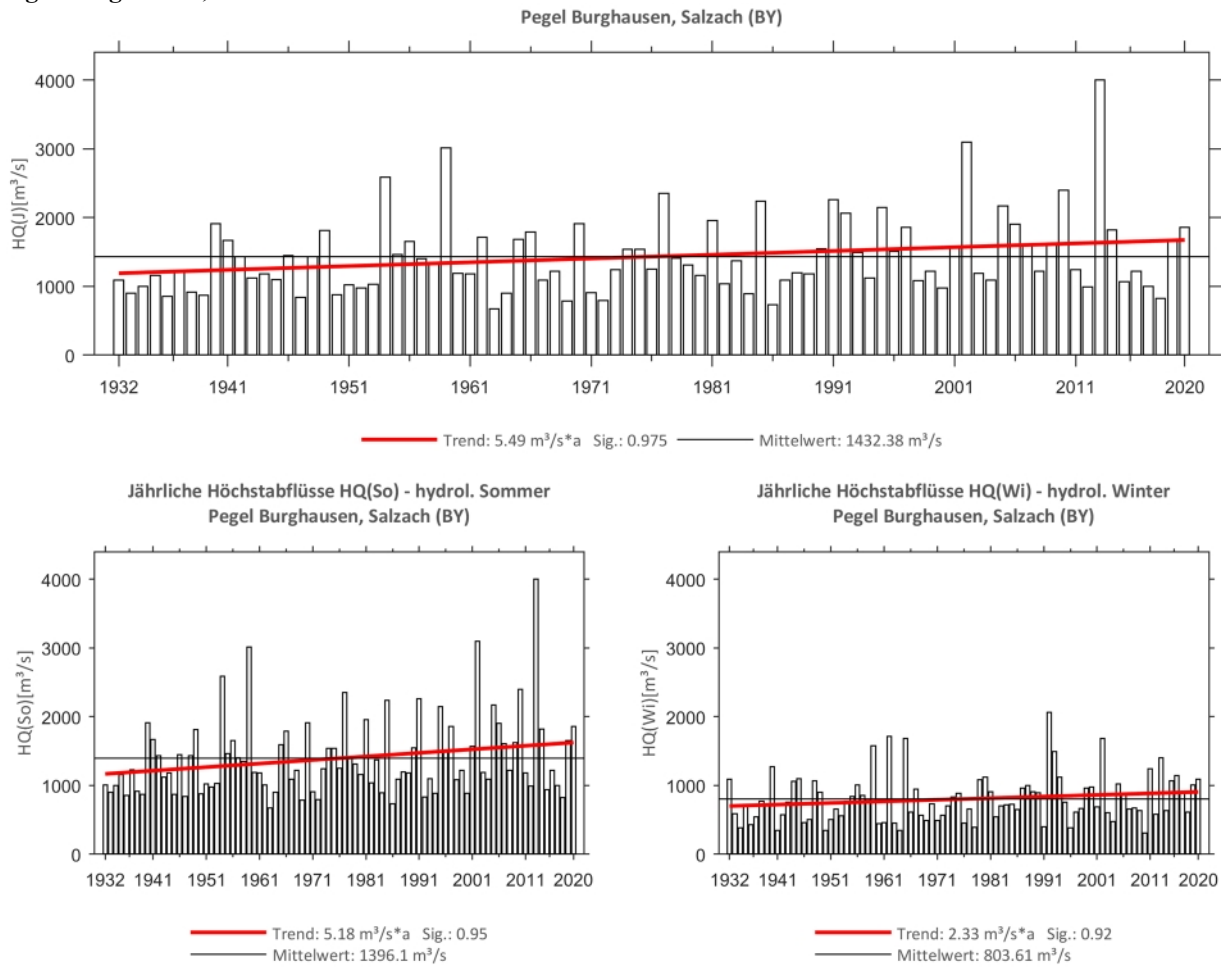 Pegel Burghausen, Salzach (BY)
HQ(J)[m³/s]
4000
3000
2000
1000
0
1932 1941 1951 1961 1971 1981 1991 2001 2011 2020
Trend: 5.49 m³/s*a Sig.: 0.975 Mittelwert: 1432.38 m³/s
Jährliche Höchstabflüsse HQ(So) - hydrol. Sommer
Pegel Burghausen, Salzach (BY)
HQ(So)[m³/s]
4000
3000
2000
1000
0
1932 1941 1951 1961 1971 1981 1991 2001 2011 2020
Trend: 5.18 m³/s*a Sig.: 0.95
Mittelwert: 1396.1 m³/s
Jährliche Höchstabflüsse HQ(Wi) - hydrol. Winter
Pegel Burghausen, Salzach (BY)
HQ(Wi)[m³/s]
4000
3000
2000
1000
0
1932 1941 1951 1961 1971 1981 1991 2001 2011 2020
Trend: 2.33 m³/s*a Sig.: 0.92
Mittelwert: 803.61 m³/s